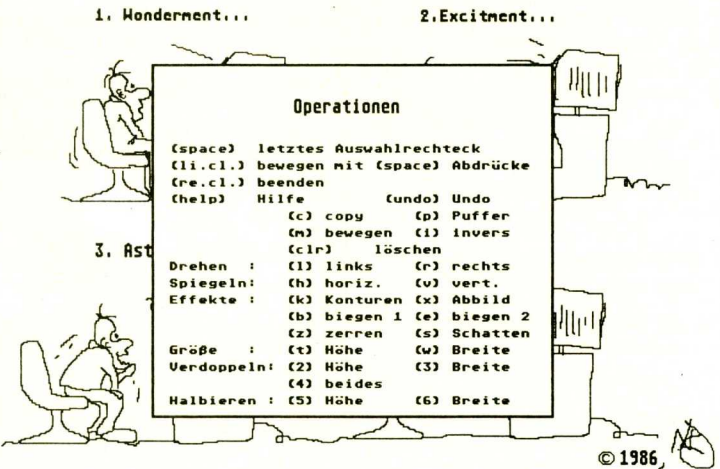 1. Wonderment... 2.Excitment...
Operationen
(space) letztes Auswahlrechteck
(li.cl.) bewegen mit (space) Abdrücke
(re.cl.) beenden
(help) Hilfe (undo) Undo
(c) copy (p) Puffer
(m) bewegen (i) invers
(clr) löschen
3. Ast
Drehen : (l) links (r) rechts
Spiegeln: (h) horiz. (v) vert.
Effekte : (k) Konturen (x) Abbild
(b) biegen 1 (e) biegen 2
(z) zerren (s) Schatten
Größe : (t) Höhe (w) Breite
Verdoppeln: (2) Höhe (3) Breite
(4) beides
Halbieren : (5) Höhe (6) Breite
© 1986,